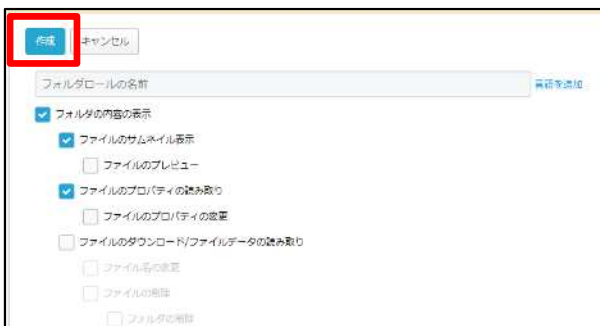 作成 キャンセル
フォルダロールの名前 言語を追加
フォルダの内容の表示
ファイルのサムネイル表示
ファイルのプレビュー
ファイルのプロパティの読み取り
ファイルのプロパティの変更
ファイルのダウンロード/ファイルデータの読み取り
ファイル名の変更
ファイルの削除
フォルダの削除